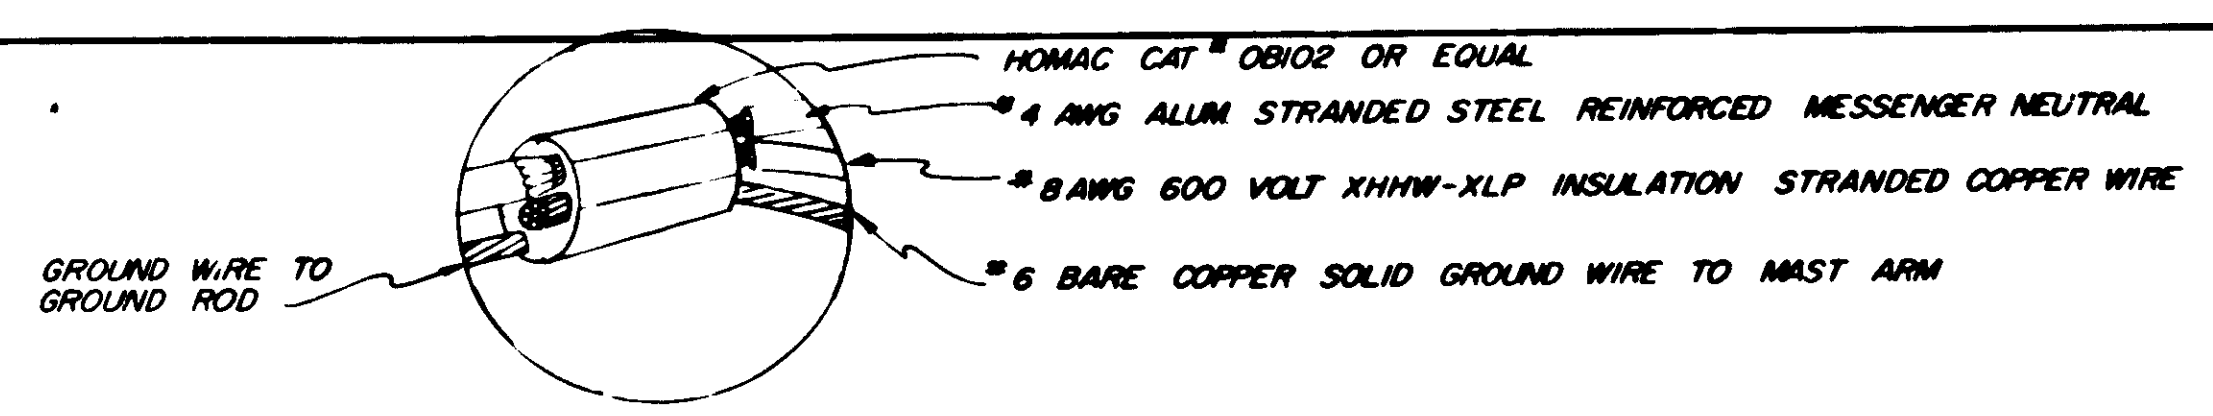 HOMAC CAT # OB102 OR EQUAL
#4 AWG ALUM. STRANDED STEEL REINFORCED MESSENGER NEUTRAL
#8 AWG 600 VOLT XHHW-XLP INSULATION STRANDED COPPER WIRE
GROUND WIRE TO
GROUND ROD
#6 BARE COPPER SOLID GROUND WIRE TO MAST ARM